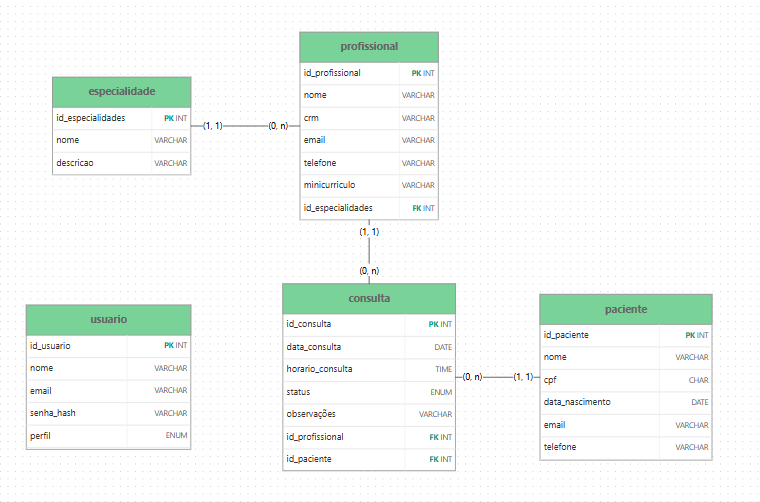 profissional
id_profissional PK INT
nome VARCHAR
crm VARCHAR
email VARCHAR
telefone VARCHAR
minicurriculo VARCHAR
id_especialidades FK INT
especialidade
id_especialidades PK INT
nome VARCHAR
descricao VARCHAR
(1, 1) (0, n)
(1, 1)
(0, n)
usuario
id_usuario PK INT
nome VARCHAR
email VARCHAR
senha_hash VARCHAR
perfil ENUM
consulta
id_consulta PK INT
data_consulta DATE
horario_consulta TIME
status ENUM
observações VARCHAR
id_profissional FK INT
id_paciente FK INT
(0, n) (1, 1)
paciente
id_paciente PK INT
nome VARCHAR
cpf CHAR
data_nascimento DATE
email VARCHAR
telefone VARCHAR